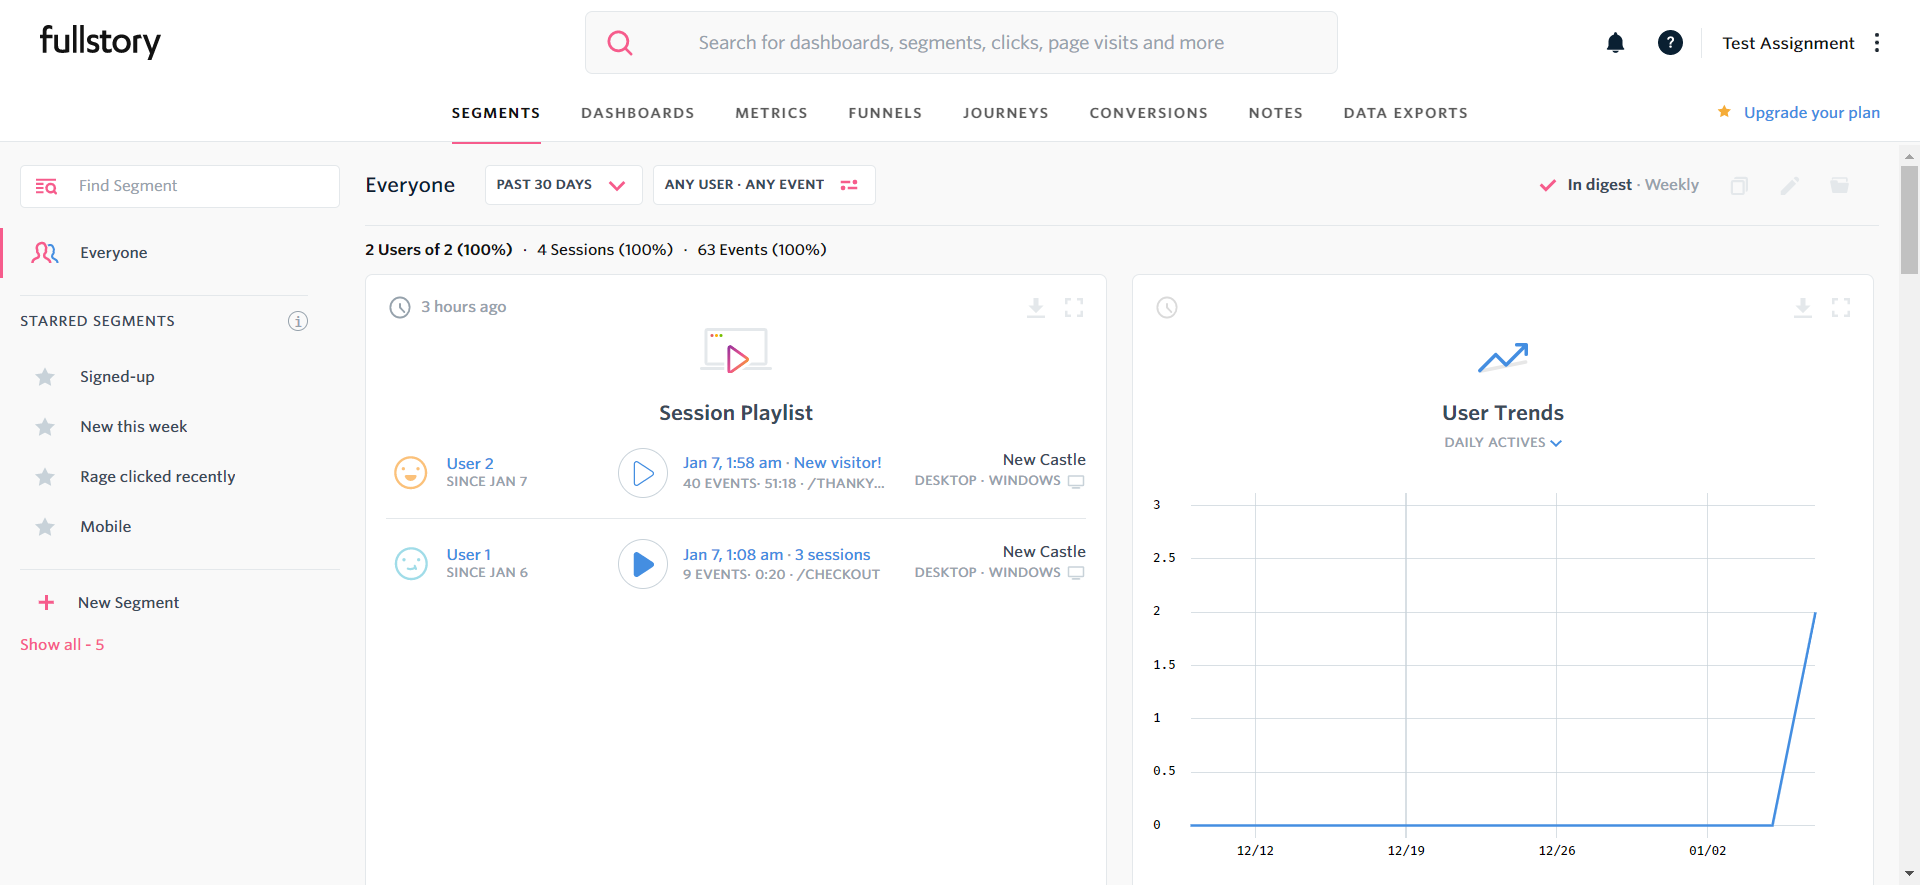 fullstory
Search for dashboards, segments, clicks, page visits and more
?
Test Assignment
SEGMENTS
DASHBOARDS
METRICS
FUNNELS
JOURNEYS
CONVERSIONS
NOTES
DATA EXPORTS
Upgrade your plan
Find Segment
Everyone
STARRED SEGMENTS
Signed-up
New this week
Rage clicked recently
Mobile
New Segment
Show all - 5
Everyone
PAST 30 DAYS
ANY USER · ANY EVENT
In digest · Weekly
2 Users of 2 (100%) · 4 Sessions (100%) · 63 Events (100%)
3 hours ago
Session Playlist
User 2
SINCE JAN 7
Jan 7, 1:58 am · New visitor!
40 EVENTS· 51:18 · /THANKY...
New Castle
DESKTOP · WINDOWS
User 1
SINCE JAN 6
Jan 7, 1:08 am · 3 sessions
9 EVENTS· 0:20 · /CHECKOUT
New Castle
DESKTOP · WINDOWS
User Trends
DAILY ACTIVES
3
2.5
2
1.5
1
0.5
0
12/12
12/19
12/26
01/02